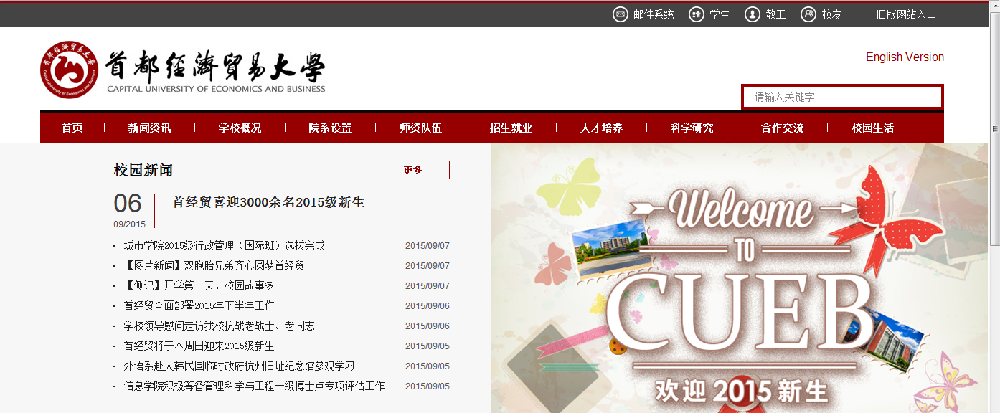 邮件系统 学生 教工 校友 | 旧版网站入口
首都經濟貿易大學
CAPITAL UNIVERSITY OF ECONOMICS AND BUSINESS
English Version
请输入关键字
首页 新闻资讯 学校概况 院系设置 师资队伍 招生就业 人才培养 科学研究 合作交流 校园生活
校园新闻 更多
06 首经贸喜迎3000余名2015级新生
09/2015
· 城市学院2015级行政管理（国际班）选拔完成 2015/09/07
· 【图片新闻】双胞胎兄弟齐心圆梦首经贸 2015/09/07
· 【侧记】开学第一天，校园故事多 2015/09/07
· 首经贸全面部署2015年下半年工作 2015/09/06
· 学校领导慰问走访我校抗战老战士、老同志 2015/09/06
· 首经贸将于本周日迎来2015级新生 2015/09/05
· 外语系赴大韩民国临时政府杭州旧址纪念馆参观学习 2015/09/05
· 信息学院积极筹备管理科学与工程一级博士点专项评估工作 2015/09/05
Welcome
TO
CUEB
欢迎 2015 新生